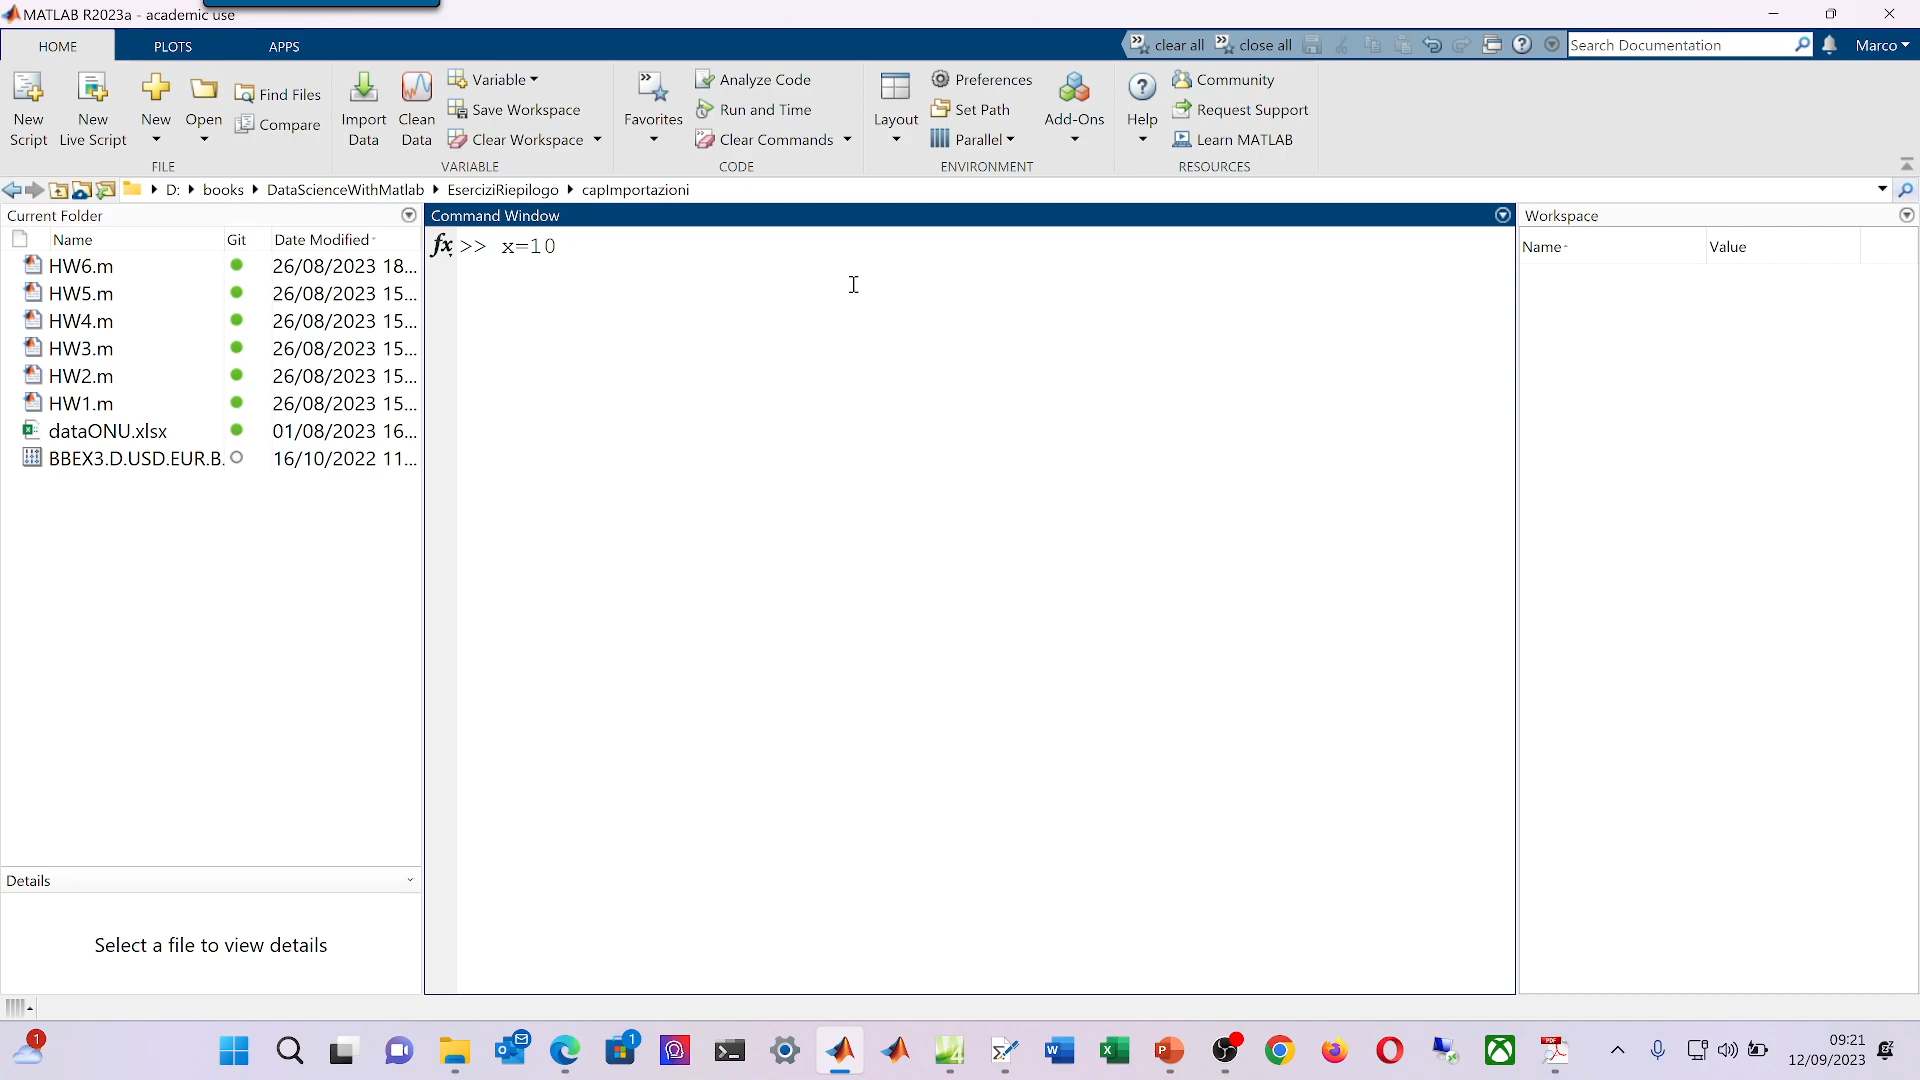 MATLAB R2023a - academic use
HOME PLOTS APPS
clear all close all Search Documentation Marco
New Script
New Live Script
New
Open
Find Files
Compare
FILE
Import Data
Clean Data
Variable
Save Workspace
Clear Workspace
VARIABLE
Favorites
Analyze Code
Run and Time
Clear Commands
CODE
Layout
Preferences
Set Path
Parallel
Add-Ons
ENVIRONMENT
Help
Community
Request Support
Learn MATLAB
RESOURCES
D: books DataScienceWithMatlab EserciziRiepilogo capImportazioni
Current Folder
Name Git Date Modified
HW6.m 26/08/2023 18...
HW5.m 26/08/2023 15...
HW4.m 26/08/2023 15...
HW3.m 26/08/2023 15...
HW2.m 26/08/2023 15...
HW1.m 26/08/2023 15...
dataONU.xlsx 01/08/2023 16...
BBEX3.D.USD.EUR.B. 16/10/2022 11...
Details
Select a file to view details
Command Window
fx >> x=10
Workspace
Name Value
1
1
09:21
12/09/2023